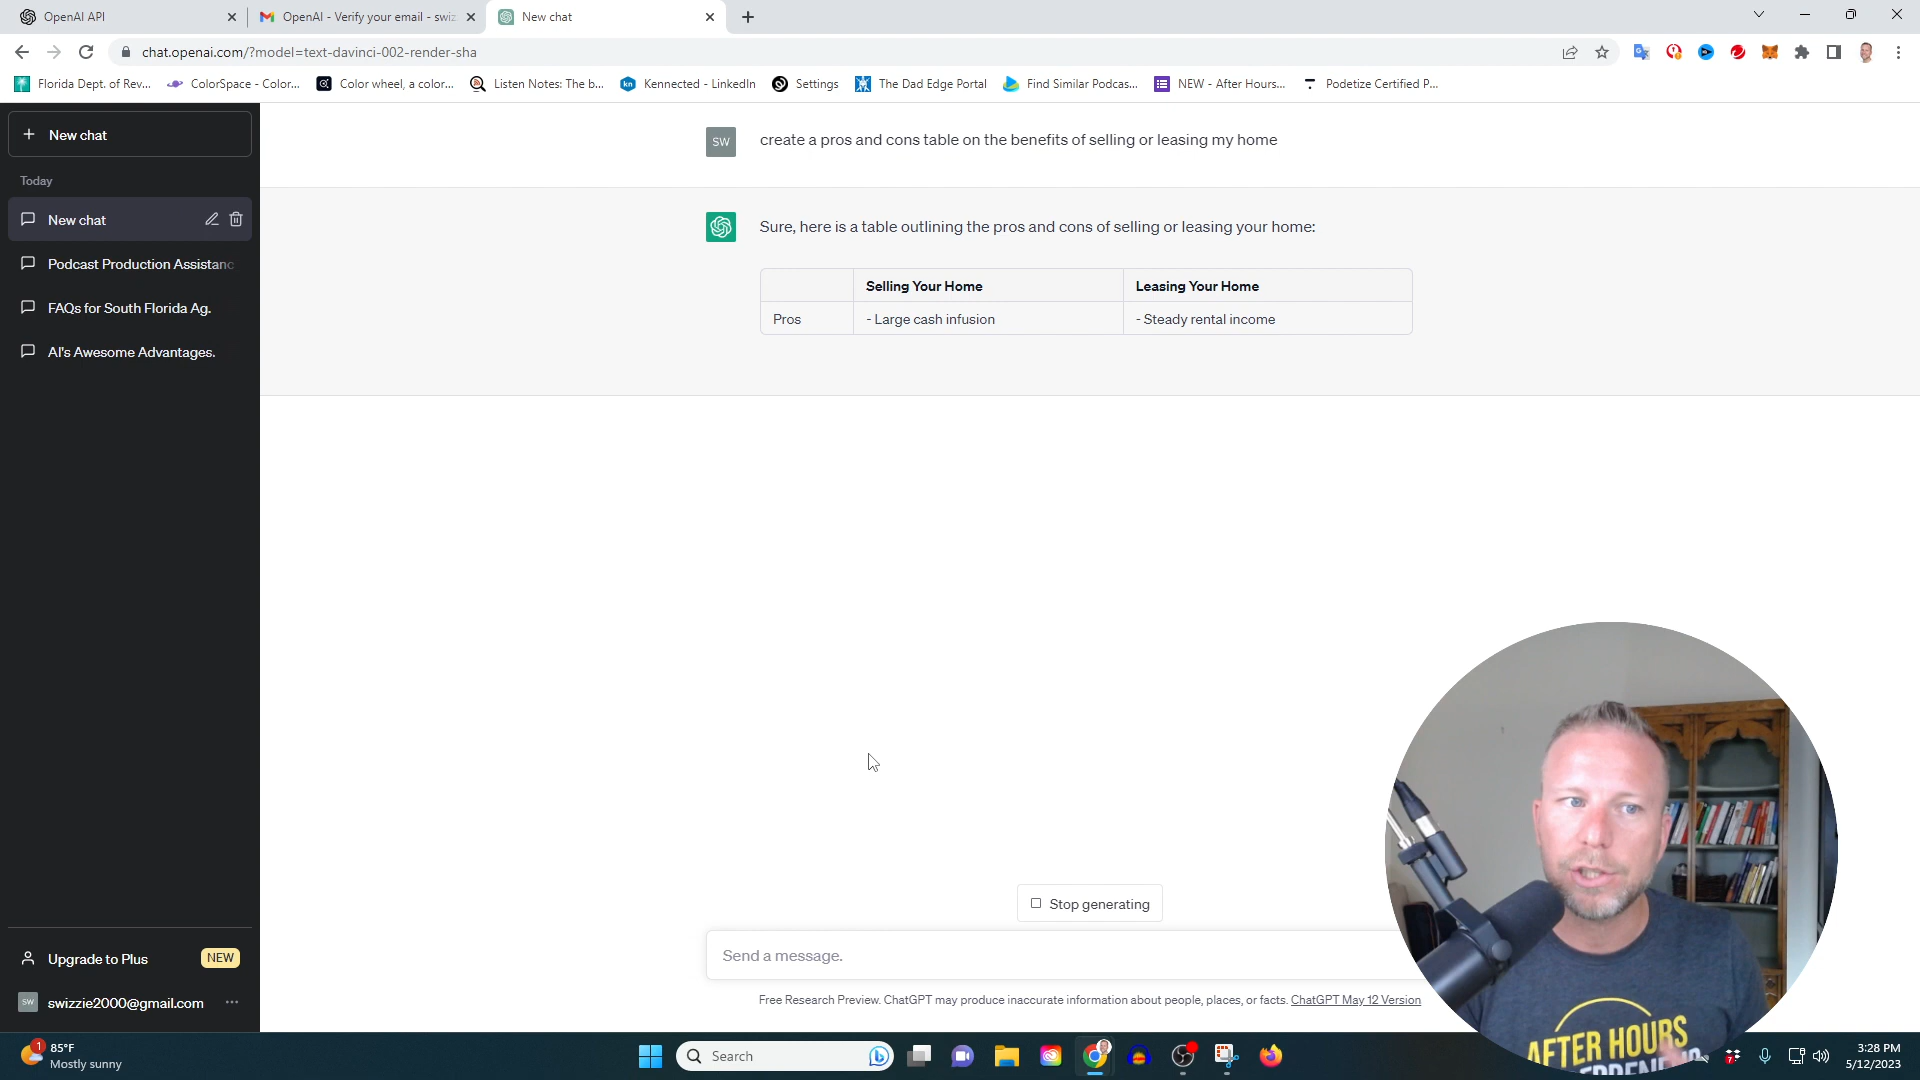 OpenAI API
OpenAI - Verify your email - swiz
New chat
chat.openai.com/?model=text-davinci-002-render-sha
Florida Dept. of Rev...
ColorSpace - Color...
Color wheel, a color...
Listen Notes: The b...
kn
Kennected - LinkedIn
Settings
The Dad Edge Portal
Find Similar Podcas...
NEW - After Hours...
Podetize Certified P...
+ New chat
Today
New chat
Podcast Production Assistanc
FAQs for South Florida Ag.
AI's Awesome Advantages.
Upgrade to Plus
NEW
SW
swizzie2000@gmail.com
SW
create a pros and cons table on the benefits of selling or leasing my home
Sure, here is a table outlining the pros and cons of selling or leasing your home:
Selling Your Home
Leasing Your Home
Pros
- Large cash infusion
- Steady rental income
Stop generating
Send a message.
Free Research Preview. ChatGPT may produce inaccurate information about people, places, or facts. ChatGPT May 12 Version
AFTER HOURS
1
85°F
Mostly sunny
Search
7
3:28 PM
5/12/2023